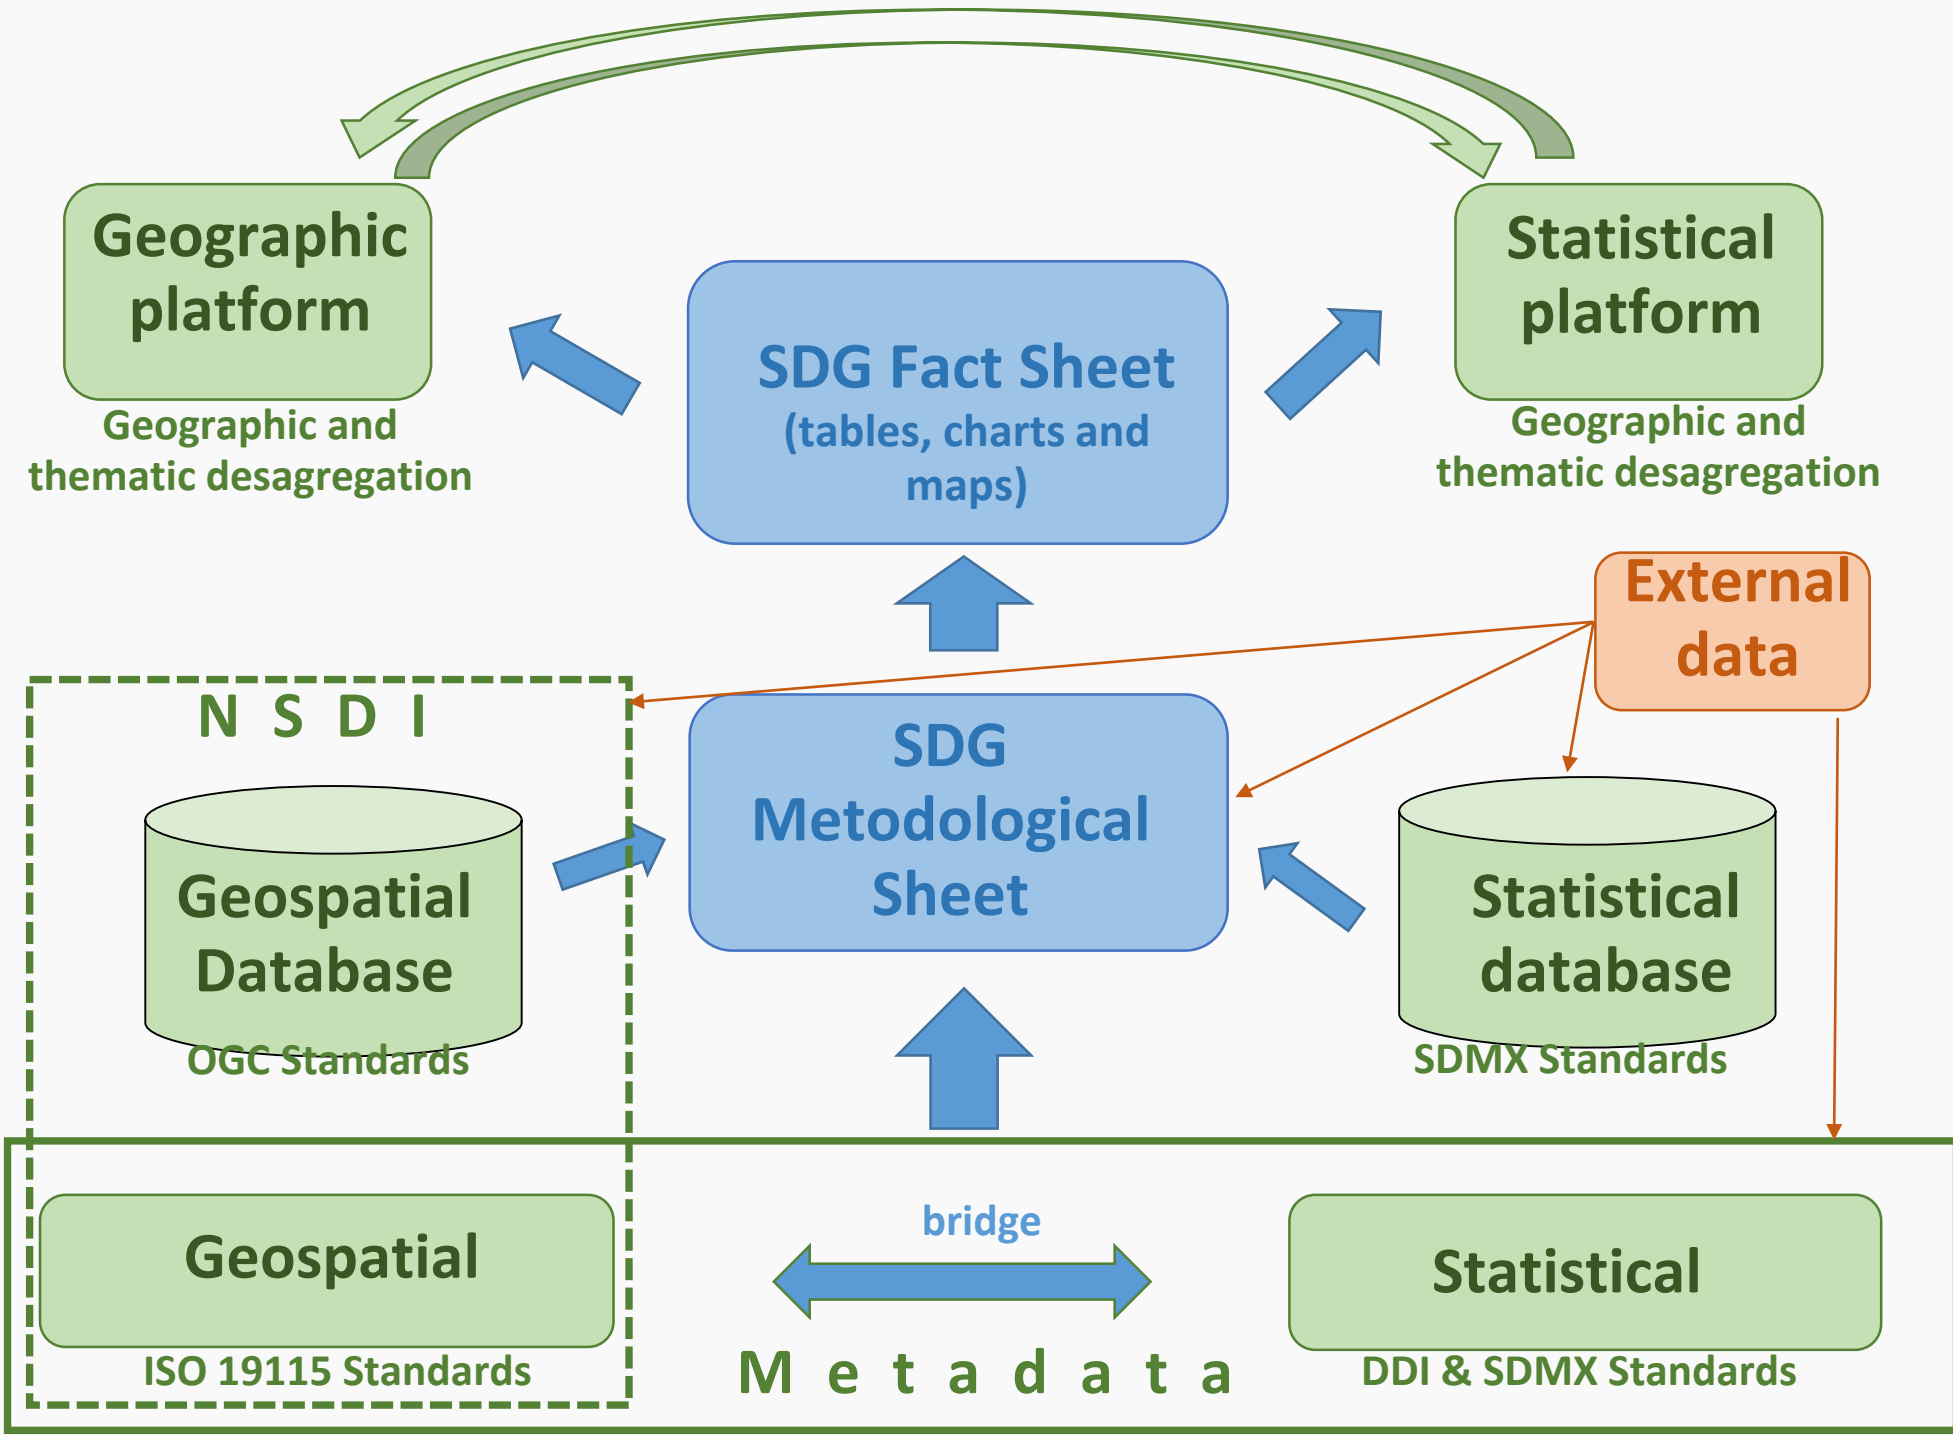 Geographic
platform
Geographic and
thematic desagregation
Statistical
platform
Geographic and
thematic desagregation
SDG Fact Sheet
(tables, charts and
maps)
External
data
N S D I
Geospatial
Database
OGC Standards
SDG
Metodological
Sheet
Statistical
database
SDMX Standards
Geospatial
ISO 19115 Standards
bridge
Metadata
Statistical
DDI & SDMX Standards